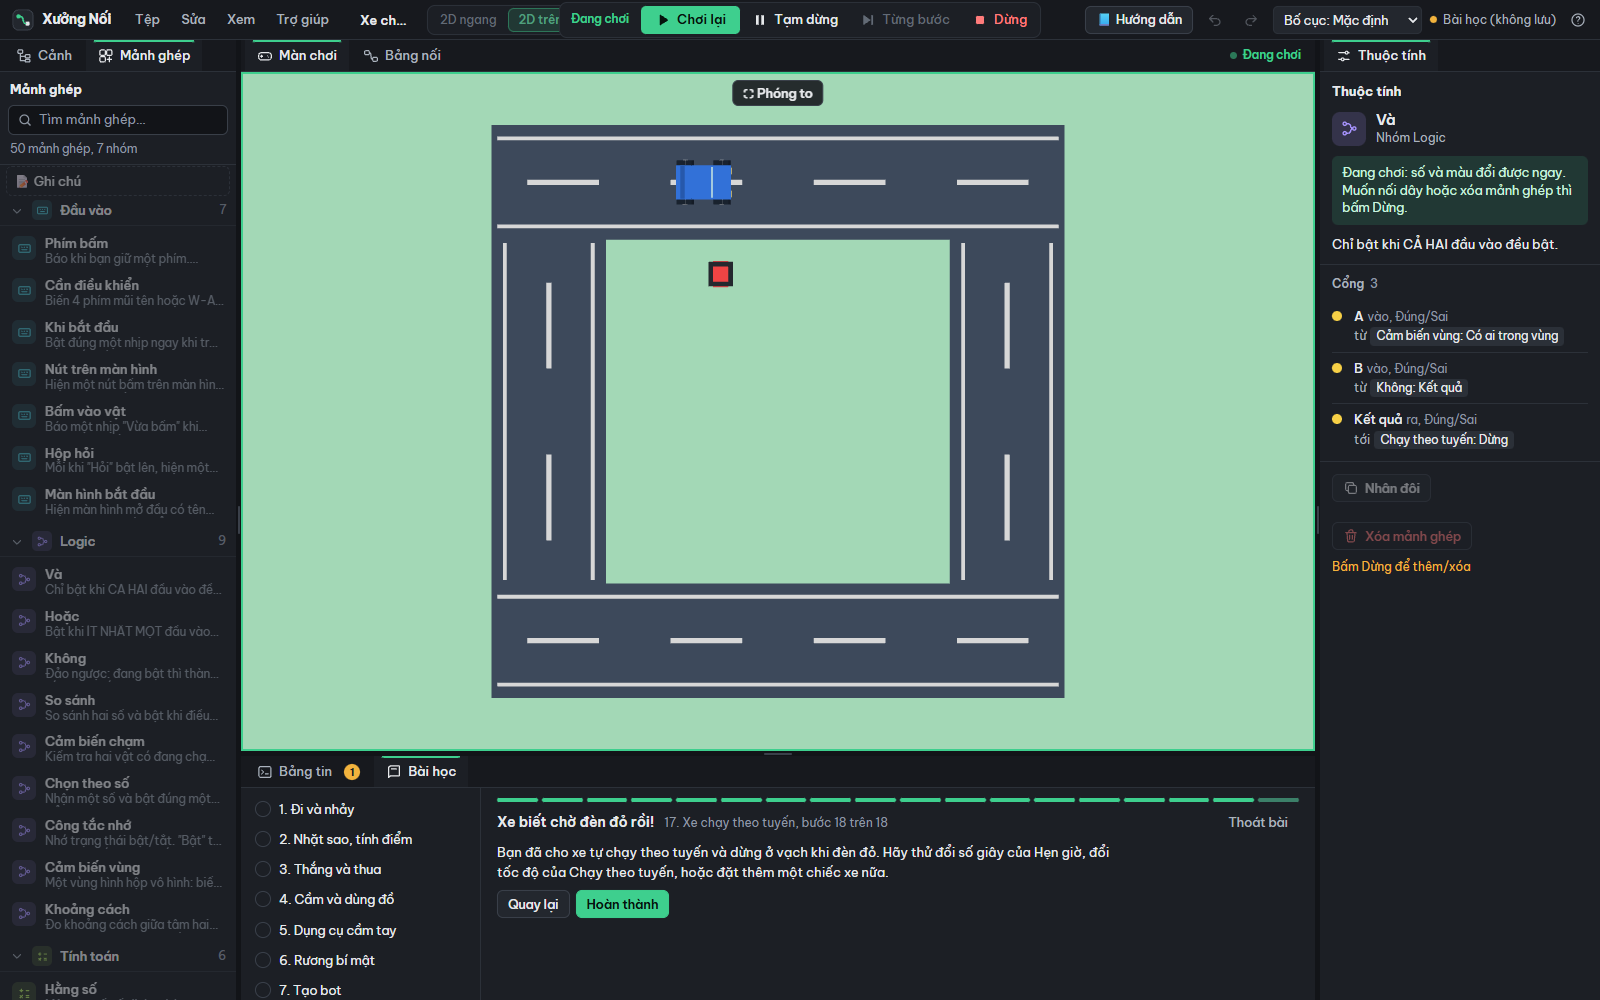 Xưởng Nối
Tệp
Sửa
Xem
Trợ giúp
Xe ch...
2D ngang
2D trên
Đang chơi
Chơi lại
Tạm dừng
Từng bước
Dừng
Hướng dẫn
Bố cục: Mặc định
Bài học (không lưu)
Cảnh
Mảnh ghép
Màn chơi
Bảng nối
Đang chơi
Thuộc tính
Mảnh ghép
Tìm mảnh ghép...
50 mảnh ghép, 7 nhóm
Ghi chú
Đầu vào 7
Phím bấm
Báo khi bạn giữ một phím....
Cần điều khiển
Biến 4 phím mũi tên hoặc W-A...
Khi bắt đầu
Bật đúng một nhịp ngay khi tr...
Nút trên màn hình
Hiện một nút bấm trên màn hìn...
Bấm vào vật
Báo một nhịp "Vừa bấm" khi...
Hộp hỏi
Mỗi khi "Hỏi" bật lên, hiện một...
Màn hình bắt đầu
Hiện màn hình mở đầu có tên...
Logic 9
Và
Chỉ bật khi CẢ HAI đầu vào đề...
Hoặc
Bật khi ÍT NHẤT MỘT đầu vào...
Không
Đảo ngược: đang bật thì thàn...
So sánh
So sánh hai số và bật khi điều...
Cảm biến chạm
Kiểm tra hai vật có đang chạ...
Chọn theo số
Nhận một số và bật đúng một...
Công tắc nhớ
Nhớ trạng thái bật/tắt. "Bật" t...
Cảm biến vùng
Một vùng hình hộp vô hình: biế...
Khoảng cách
Đo khoảng cách giữa tâm hai...
Tính toán 6
Hằng số
Phóng to
Bảng tin 1
Bài học
1. Đi và nhảy
2. Nhặt sao, tính điểm
3. Thắng và thua
4. Cầm và dùng đồ
5. Dụng cụ cầm tay
6. Rương bí mật
7. Tạo bot
Xe biết chờ đèn đỏ rồi! 17. Xe chạy theo tuyến, bước 18 trên 18
Thoát bài
Bạn đã cho xe tự chạy theo tuyến và dừng ở vạch khi đèn đỏ. Hãy thử đổi số giây của Hẹn giờ, đổi
tốc độ của Chạy theo tuyến, hoặc đặt thêm một chiếc xe nữa.
Quay lại
Hoàn thành
Thuộc tính
Và
Nhóm Logic
Đang chơi: số và màu đổi được ngay.
Muốn nối dây hoặc xóa mảnh ghép thì
bấm Dừng.
Chỉ bật khi CẢ HAI đầu vào đều bật.
Cổng 3
A vào, Đúng/Sai
từ Cảm biến vùng: Có ai trong vùng
B vào, Đúng/Sai
từ Không: Kết quả
Kết quả ra, Đúng/Sai
tới Chạy theo tuyến: Dừng
Nhân đôi
Xóa mảnh ghép
Bấm Dừng để thêm/xóa